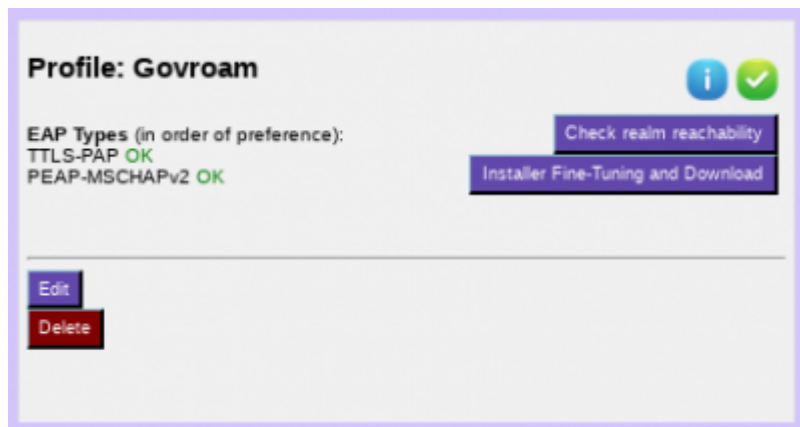 Profile: Govroam
EAP Types (in order of preference):
TTLS-PAP OK
PEAP-MSCHAPv2 OK
Check realm reachability
Installer Fine-Tuning and Download
Edit
Delete